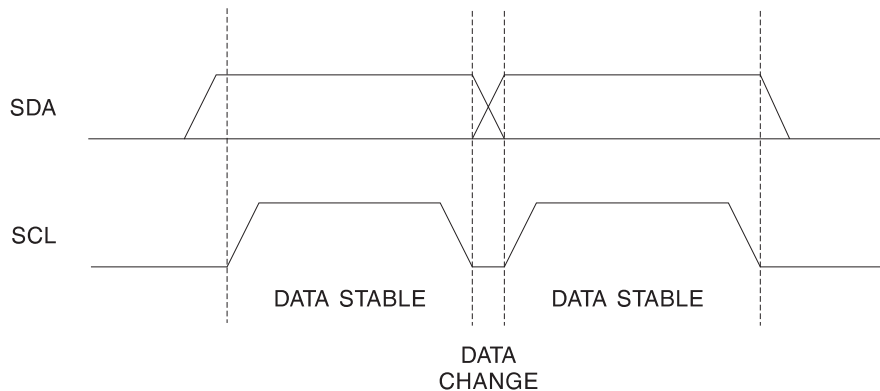 SDA
SCL
DATA STABLE
DATA STABLE
DATA
CHANGE